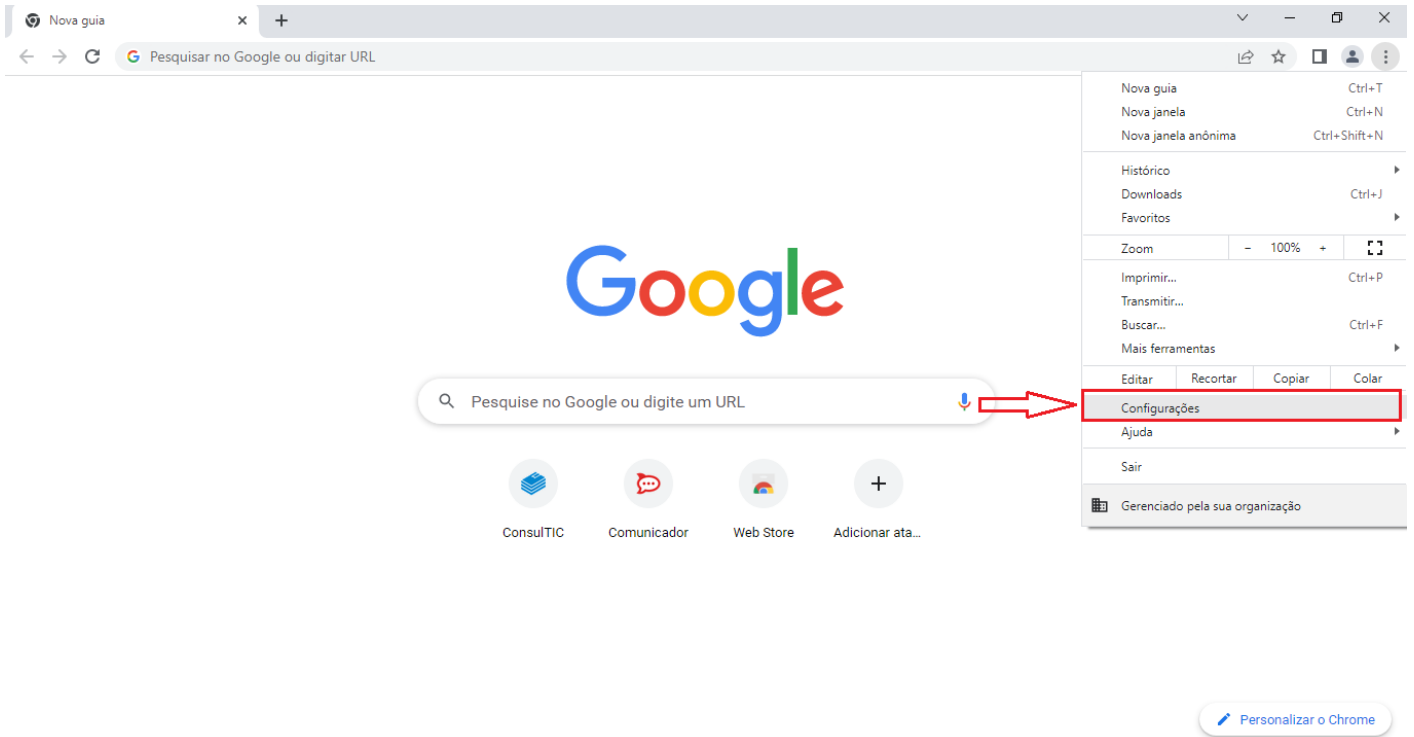 Nova guia
Pesquisar no Google ou digitar URL
Nova guia Ctrl+T
Nova janela Ctrl+N
Nova janela anônima Ctrl+Shift+N
Histórico
Downloads Ctrl+J
Favoritos
Zoom - 100% +
Imprimir... Ctrl+P
Transmitir...
Buscar... Ctrl+F
Mais ferramentas
Editar Recortar Copiar Colar
Configurações
Ajuda
Sair
Gerenciado pela sua organização
Google
Pesquise no Google ou digite um URL
ConsulTIC Comunicador Web Store Adicionar ata...
Personalizar o Chrome